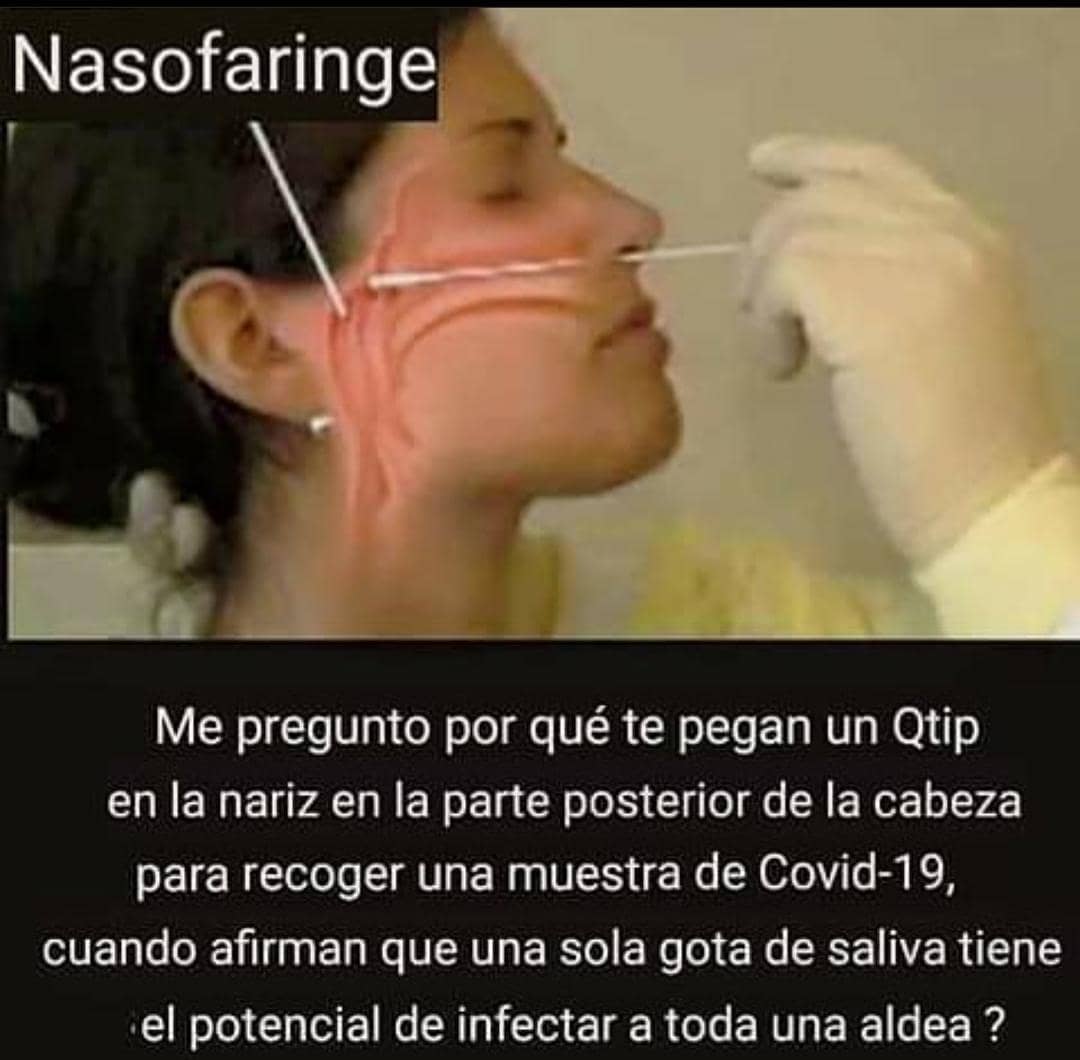 Nasofaringe
Me pregunto por qué te pegan un Qtip
en la nariz en la parte posterior de la cabeza
para recoger una muestra de Covid-19,
cuando afirman que una sola gota de saliva tiene
el potencial de infectar a toda una aldea ?